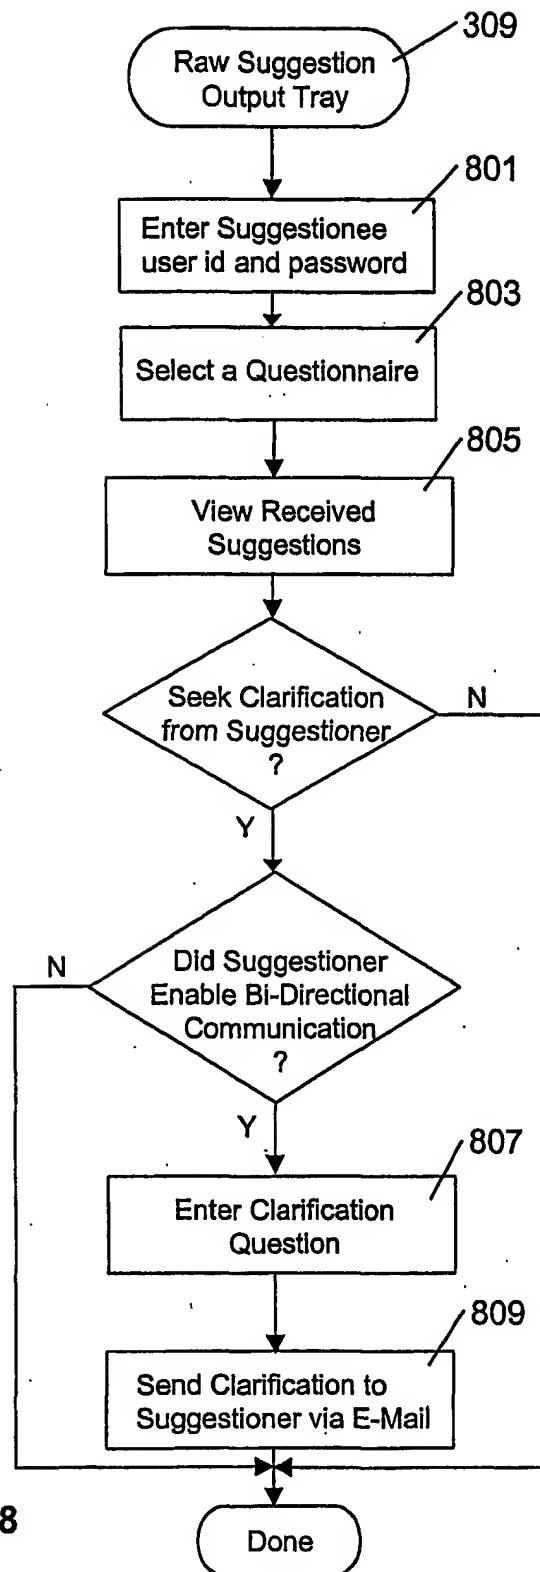 309
Raw Suggestion
Output Tray
801
Enter Suggestionee
user id and password
803
Select a Questionnaire
805
View Received
Suggestions
Seek Clarification
from Suggestioner
?
N
Y
Did Suggestioner
Enable Bi-Directional
Communication
?
N
Y
807
Enter Clarification
Question
809
Send Clarification to
Suggestioner via E-Mail
8
Done